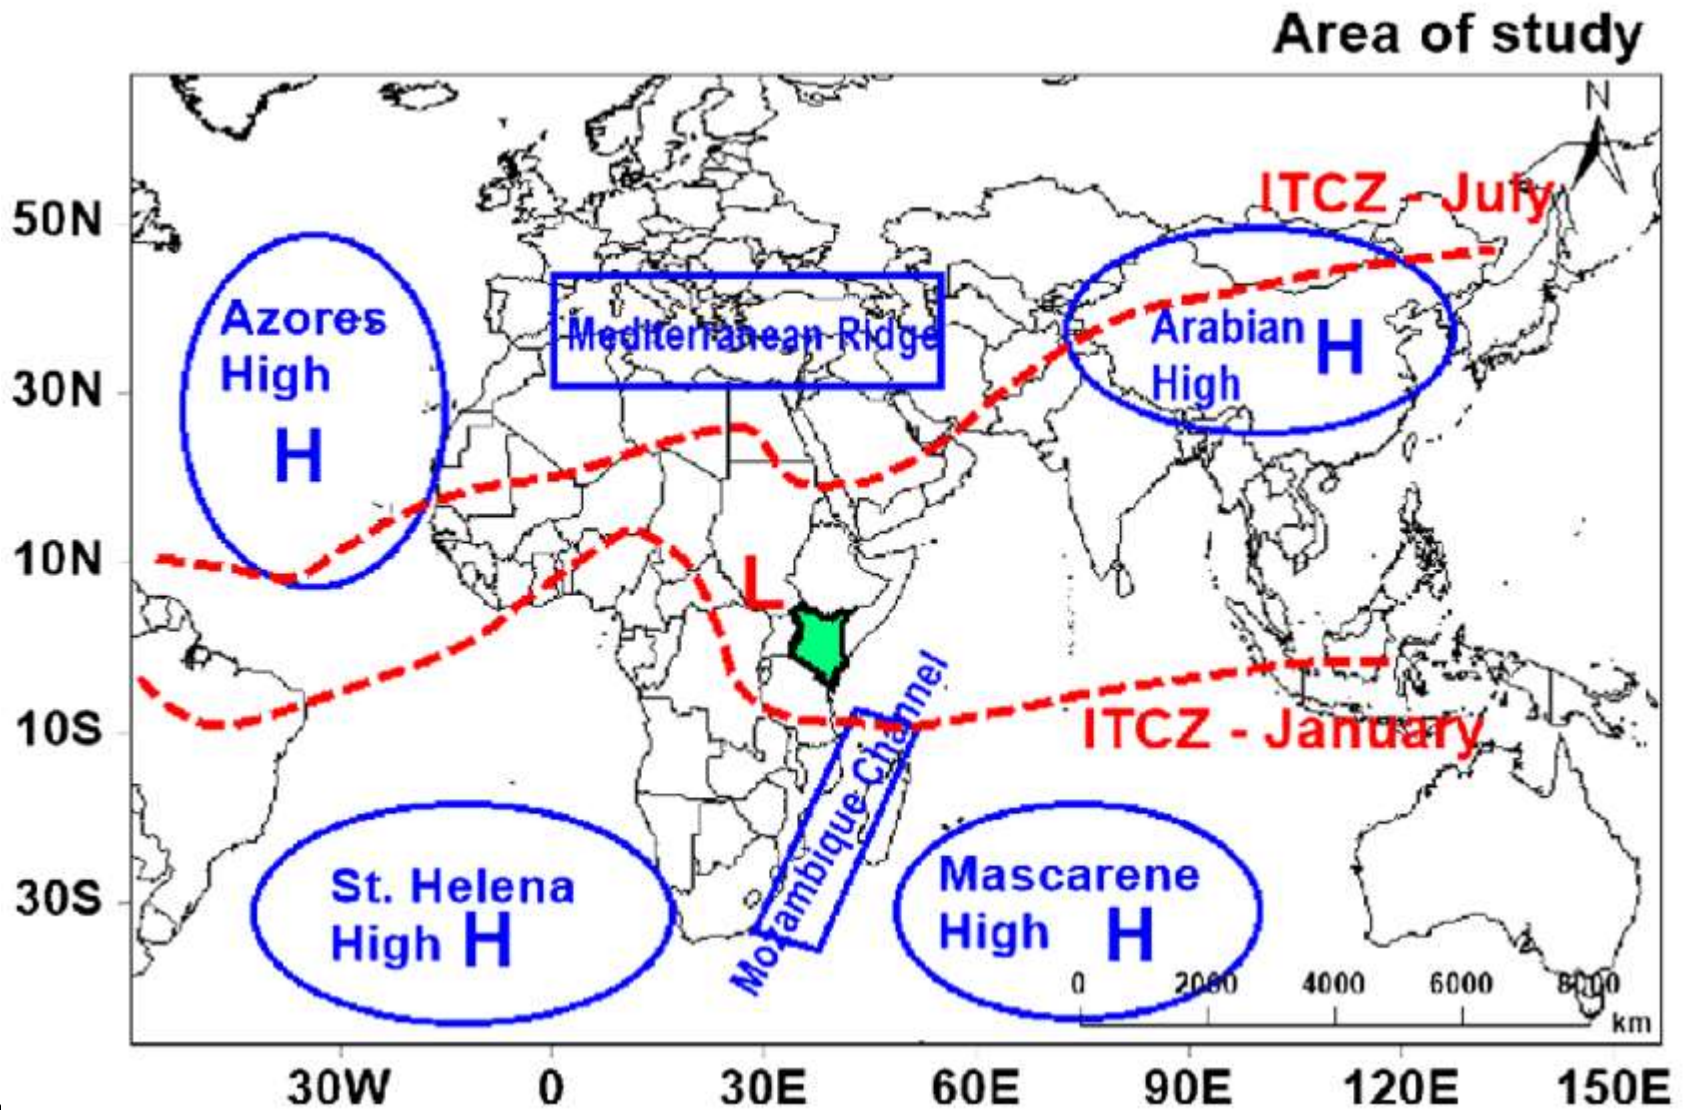 Area of study
N
ITCZ - July
50N
Azores
High
H
Mediterranean Ridge
Arabian
High
H
30N
10N
L
10S
ITCZ - January
Mozambique Channel
30S
St. Helena
High H
Mascarene
High H
0 2000 4000 6000 8000
km
30W 0 30E 60E 90E 120E 150E